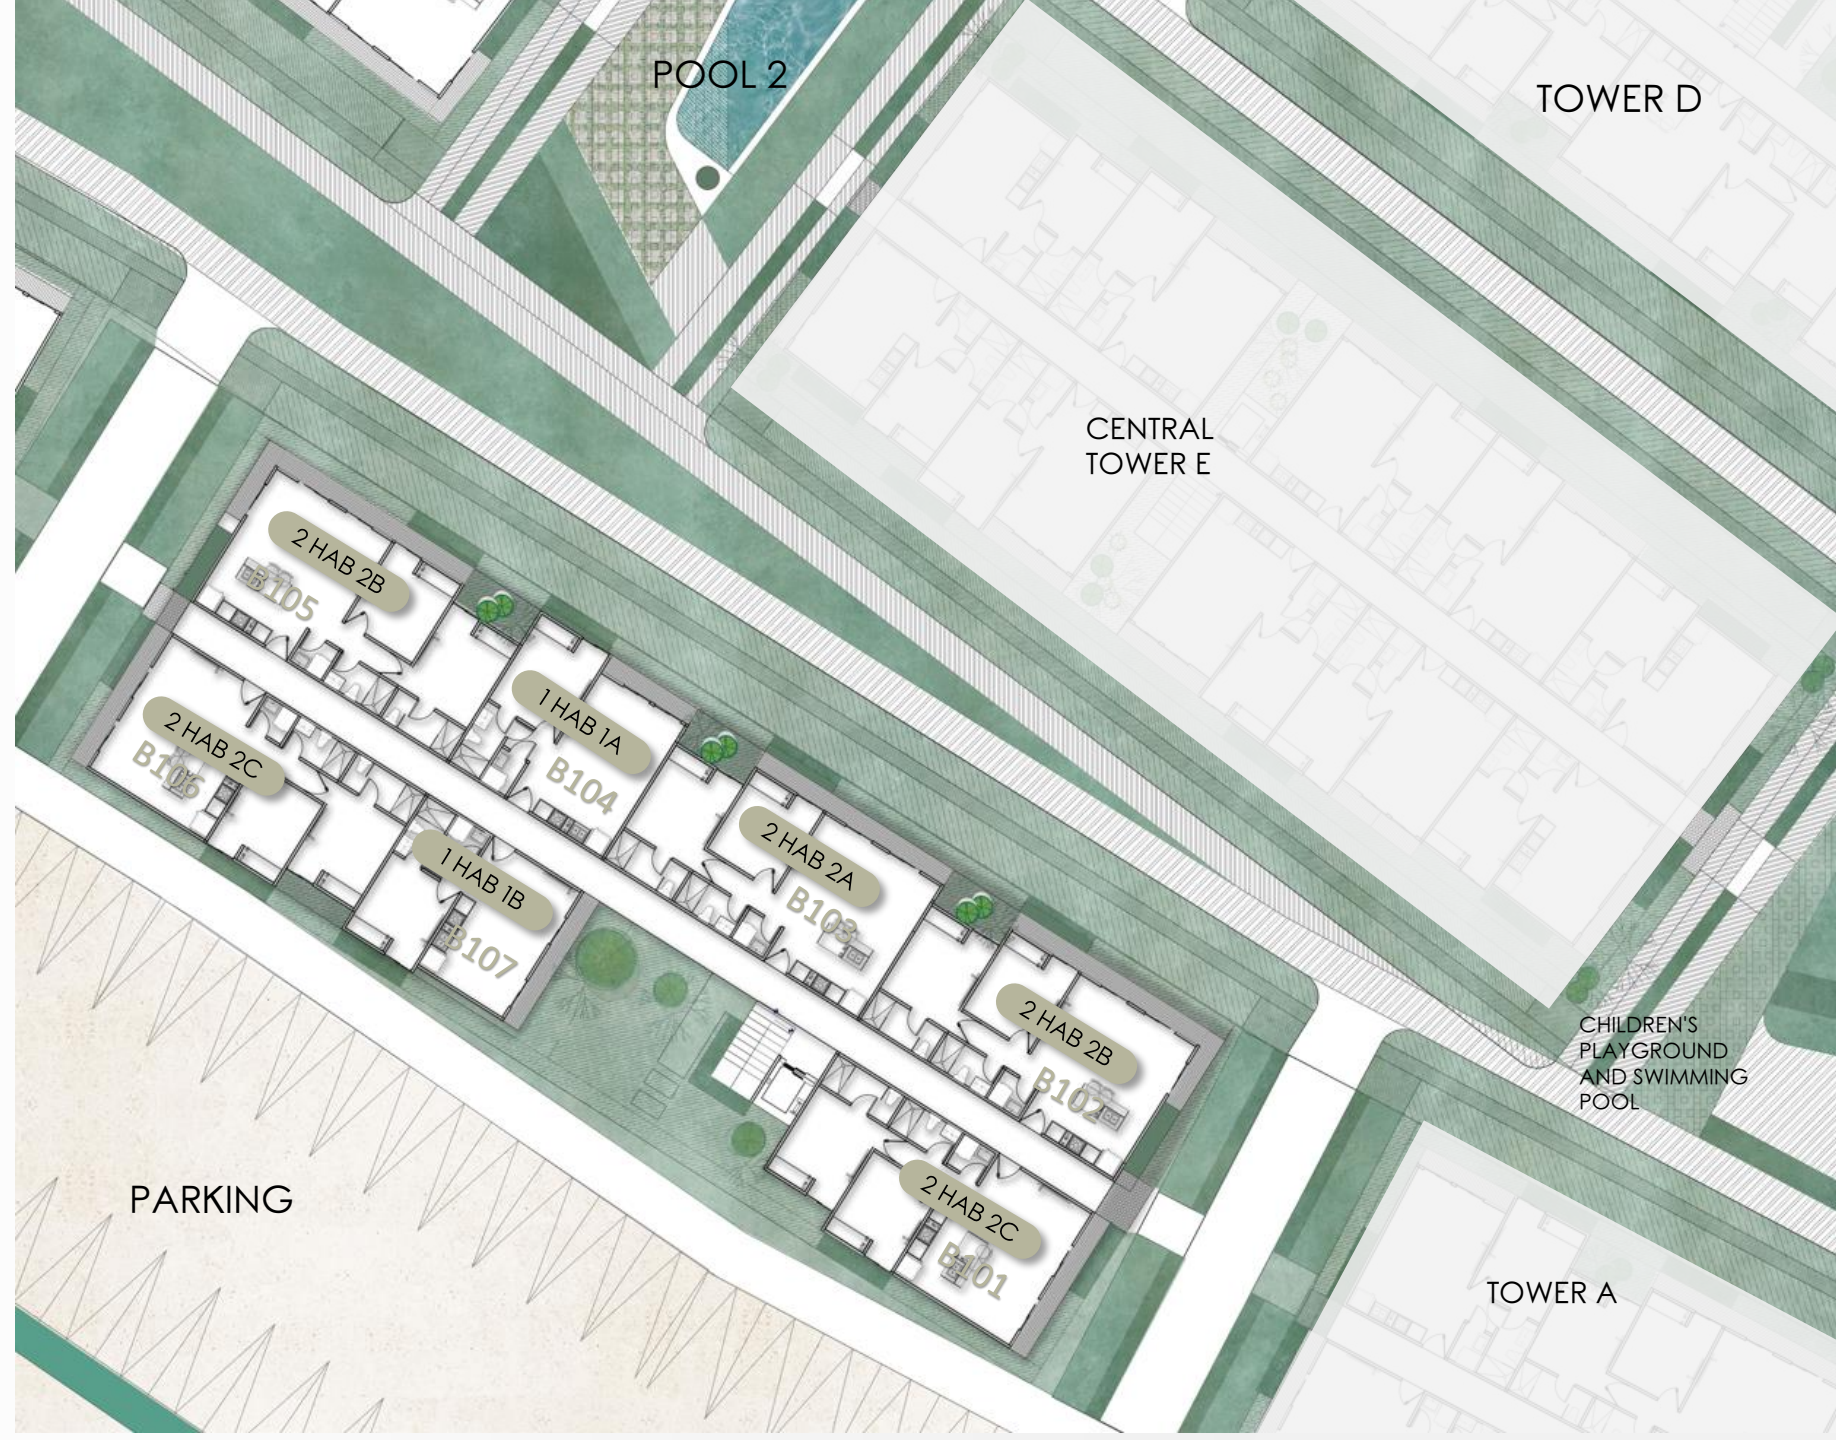 POOL 2
TOWER D
CENTRAL
TOWER E
2 HAB 2B
B105
1 HAB 1A
B104
2 HAB 2C
B106
2 HAB 2A
B103
1 HAB 1B
B107
2 HAB 2B
B102
2 HAB 2C
B101
CHILDREN'S
PLAYGROUND
AND SWIMMING
POOL
PARKING
TOWER A